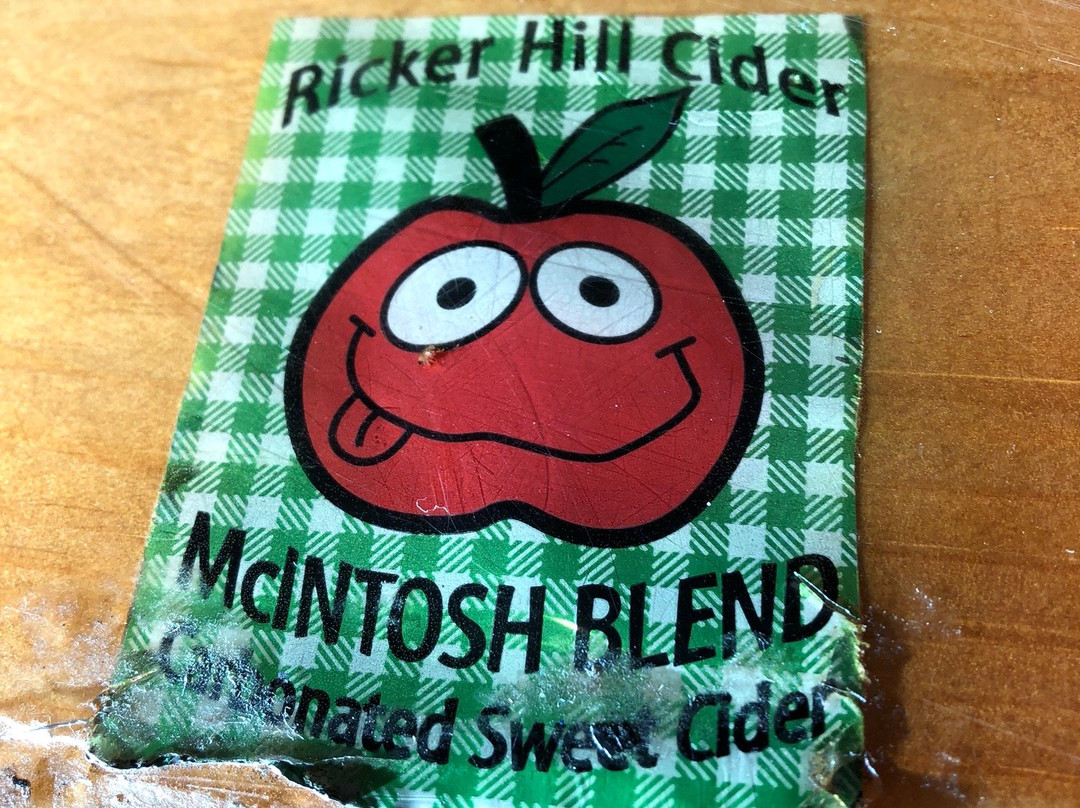 Ricker Hill Cider
McINTOSH BLEND
Carbonated Sweet Cider